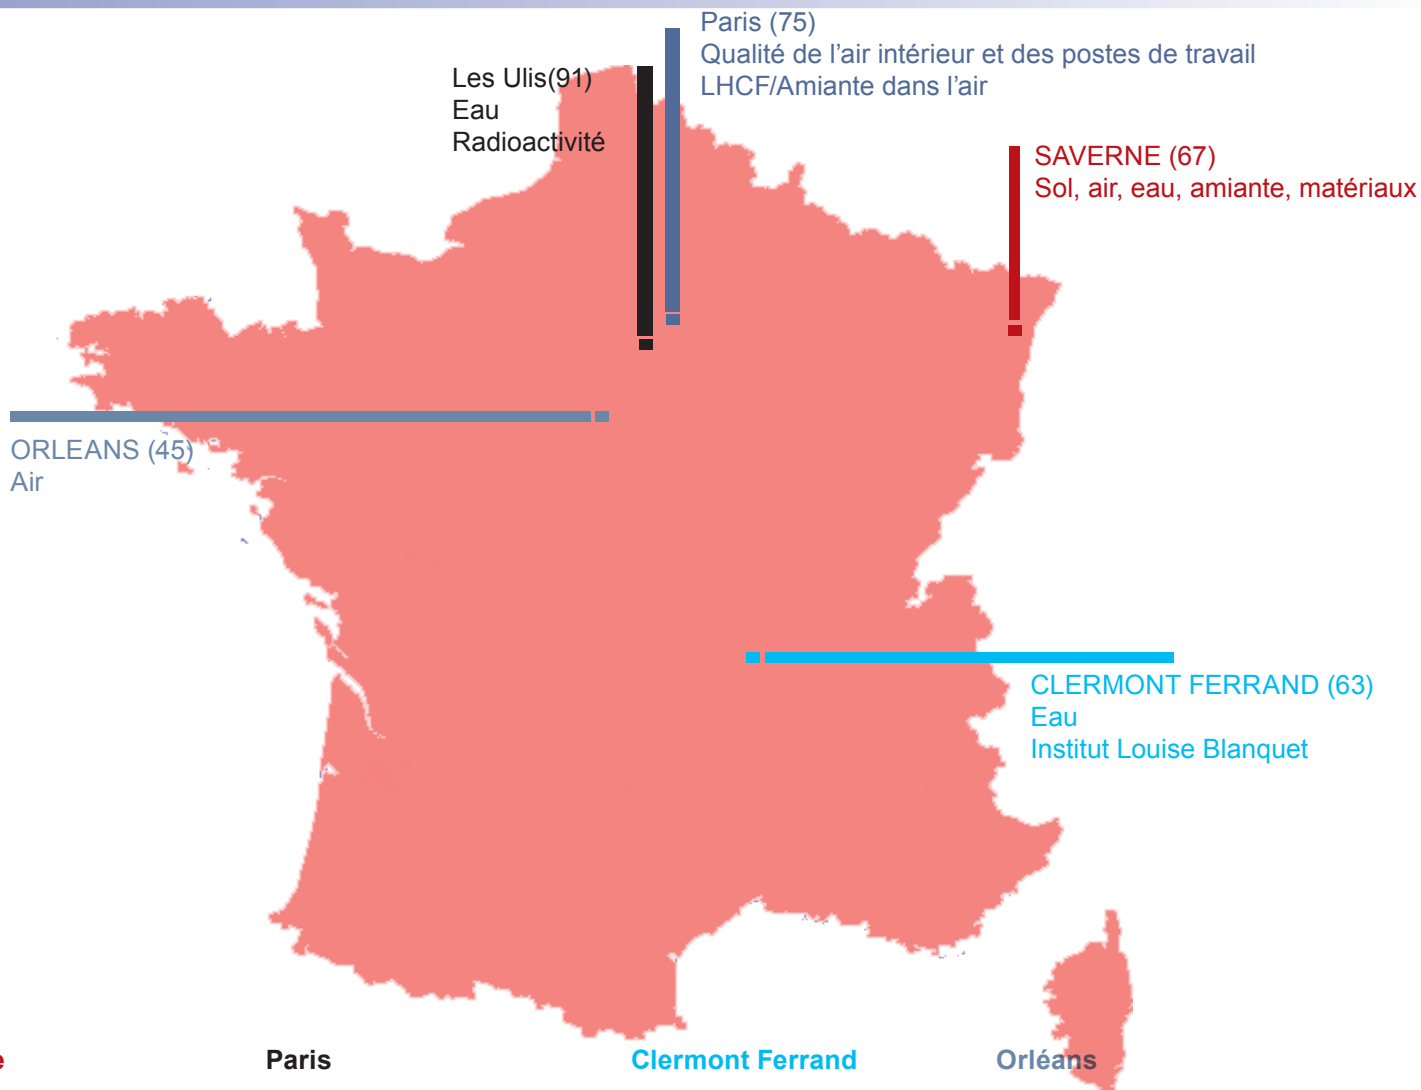 Paris (75)
Qualité de l’air intérieur et des postes de travail
LHCF/Amiante dans l’air
Les Ulis(91)
Eau
Radioactivité
SAVERNE (67)
Sol, air, eau, amiante, matériaux
ORLEANS (45)
Air
CLERMONT FERRAND (63)
Eau
Institut Louise Blanquet
Paris
Clermont Ferrand
Orléans